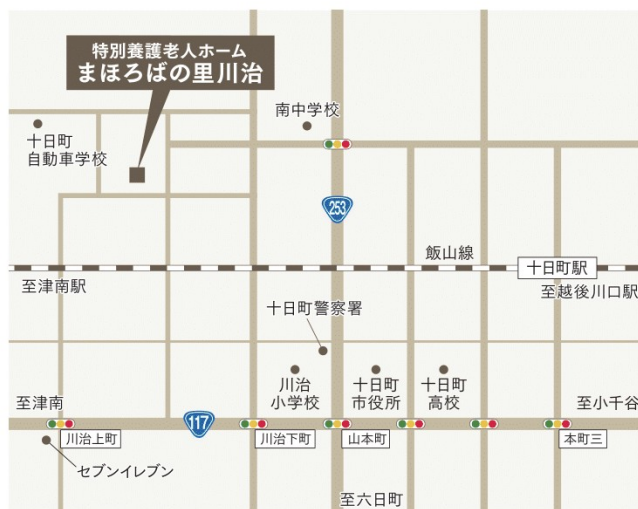 特別養護老人ホーム
まほろばの里川治
南中学校
十日町
自動車学校
253
飯山線
十日町駅
至津南駅
至越後川口駅
十日町警察署
川治
小学校
十日町
市役所
十日町
高校
至津南
117
至小千谷
川治上町
川治下町
山本町
本町三
セブンイレブン
至六日町